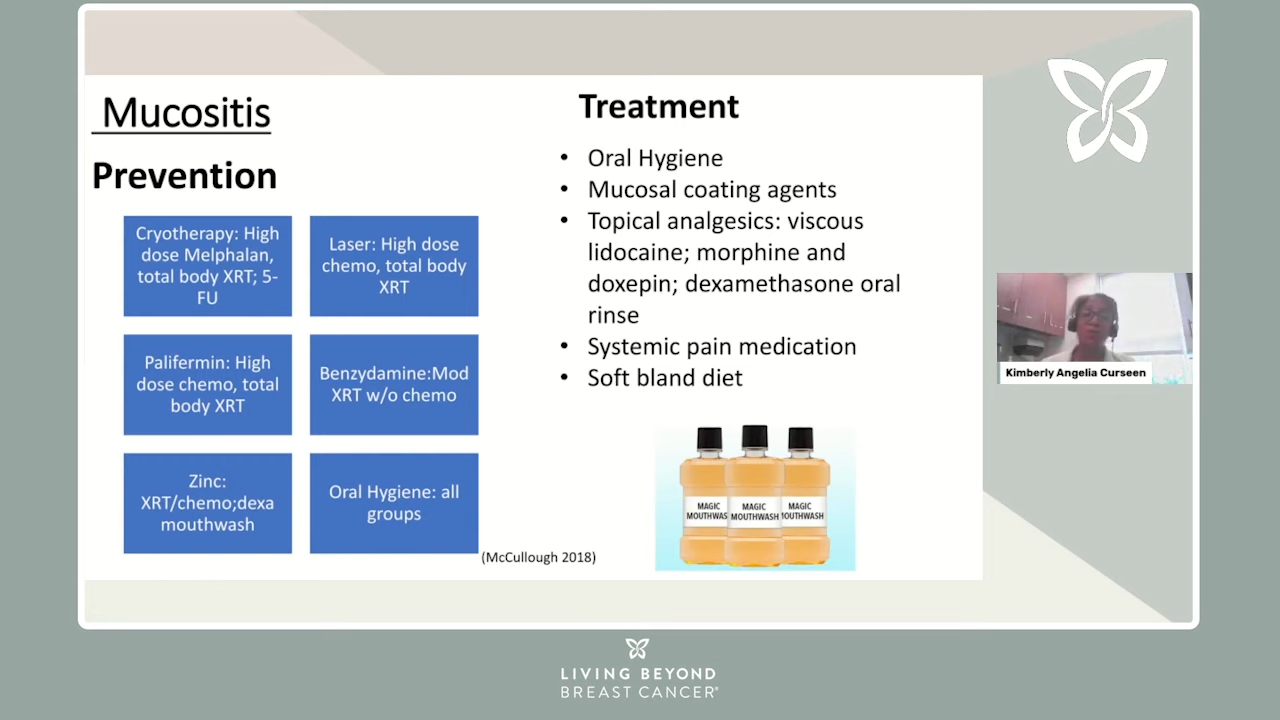 Mucositis
Prevention
Cryotherapy: High
dose Melphalan,
total body XRT; 5-
FU
Laser: High dose
chemo, total body
XRT
Palifermin: High
dose chemo, total
body XRT
Benzydamine:Mod
XRT w/o chemo
Zinc:
XRT/chemo;dexa
mouthwash
Oral Hygiene: all
groups
(McCullough 2018)
Treatment
• Oral Hygiene
• Mucosal coating agents
• Topical analgesics: viscous
lidocaine; morphine and
doxepin; dexamethasone oral
rinse
• Systemic pain medication
• Soft bland diet
MAGIC
MOUTHWAS
MAGIC
MOUTHWASH
MAGIC
MOUTHWASH
Kimberly Angelia Curseen
LIVING BEYOND
BREAST CANCER®